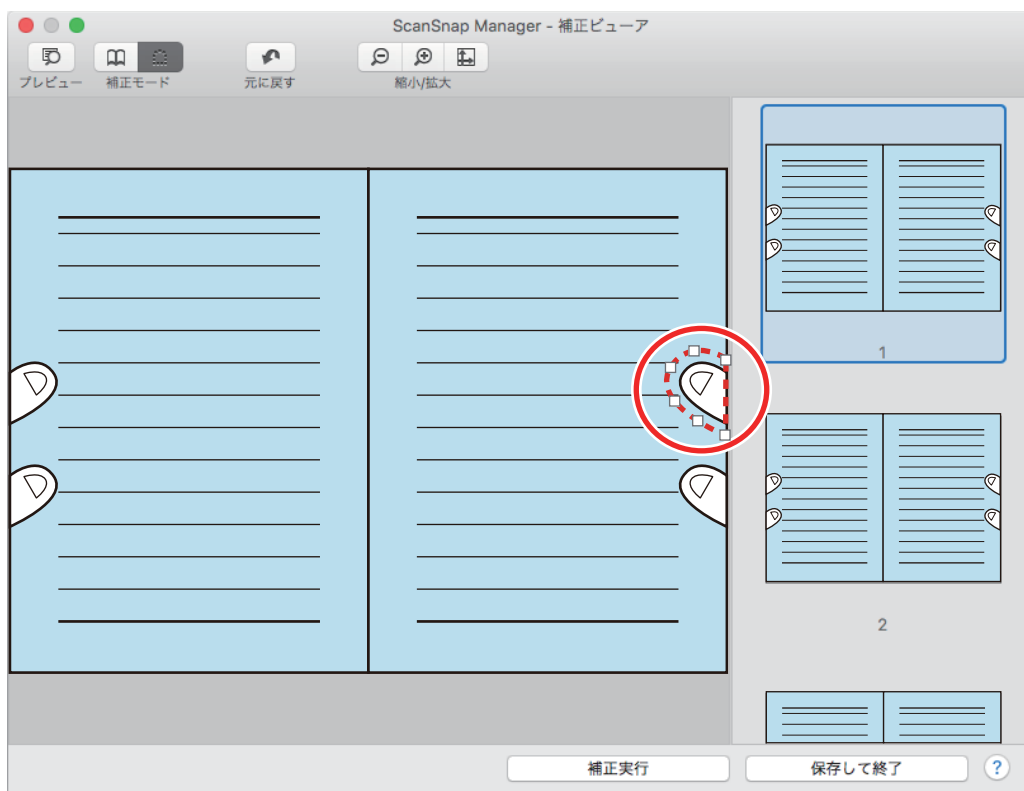 ScanSnap Manager - 補正ビューア
プレビュー 補正モード 元に戻す 縮小/拡大
1
2
補正実行 保存して終了 ?